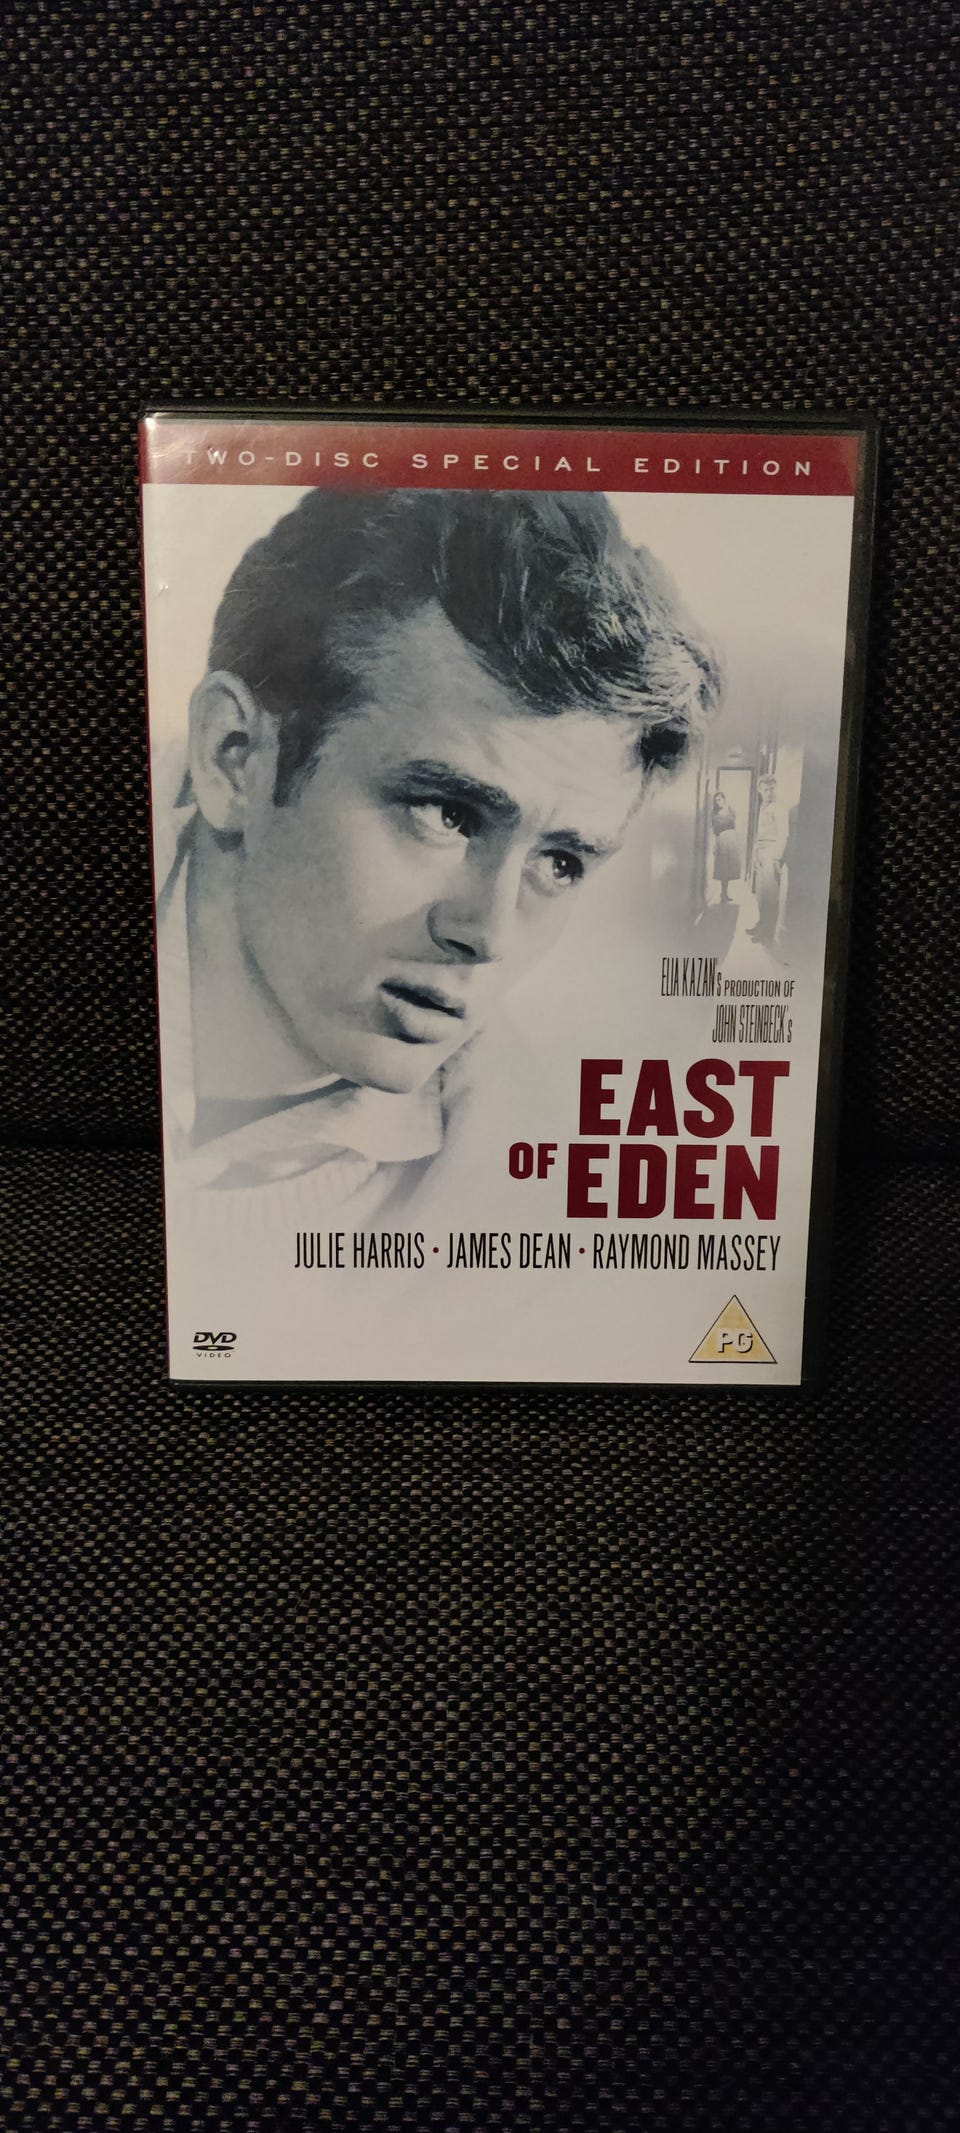 TWO-DISC SPECIAL EDITION
ELIA KAZAN's PRODUCTION OF
JOHN STEINBECK's
EAST
OF EDEN
JULIE HARRIS • JAMES DEAN • RAYMOND MASSEY
DVD
VIDEO
PG